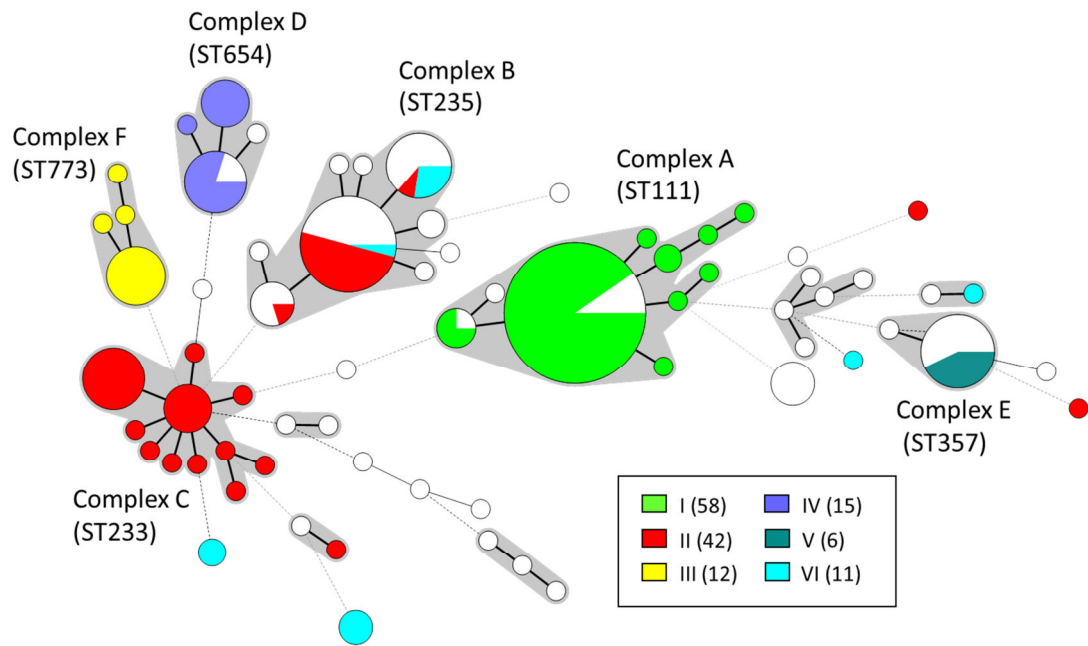 Complex D
(ST654)
Complex B
(ST235)
Complex F
(ST773)
Complex A
(ST111)
Complex E
(ST357)
Complex C
(ST233)
I (58)
IV (15)
II (42)
V (6)
III (12)
VI (11)